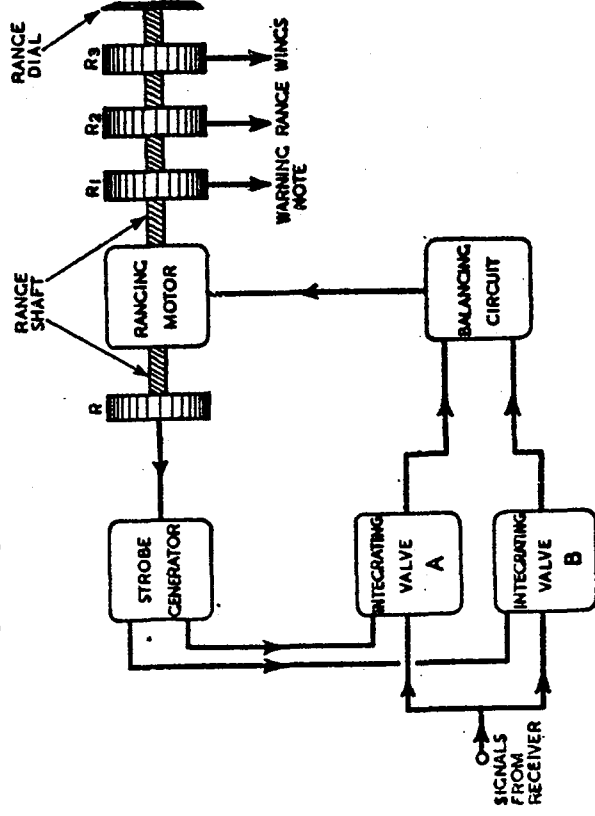 RANGE
SHAFT
RANGE
DIAL
R
R1
R2
R3
STROBE
GENERATOR
RANGING
MOTOR
WARNING
NOTE
RANGE
WINGS
INTEGRATING
VALVE
A
BALANCING
CIRCUIT
SIGNALS
FROM
RECEIVER
INTEGRATING
VALVE
B